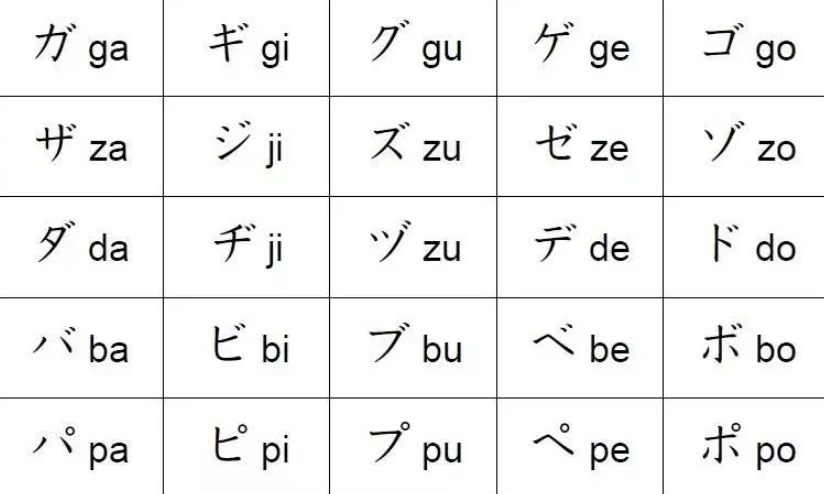 ガ ga ギ gi グ gu ゲ ge ゴ go
ザ za ジ ji ズ zu ゼ ze ゾ zo
ダ da ヂ ji ヅ zu デ de ド do
バ ba ビ bi ブ bu ベ be ボ bo
パ pa ピ pi プ pu ペ pe ポ po